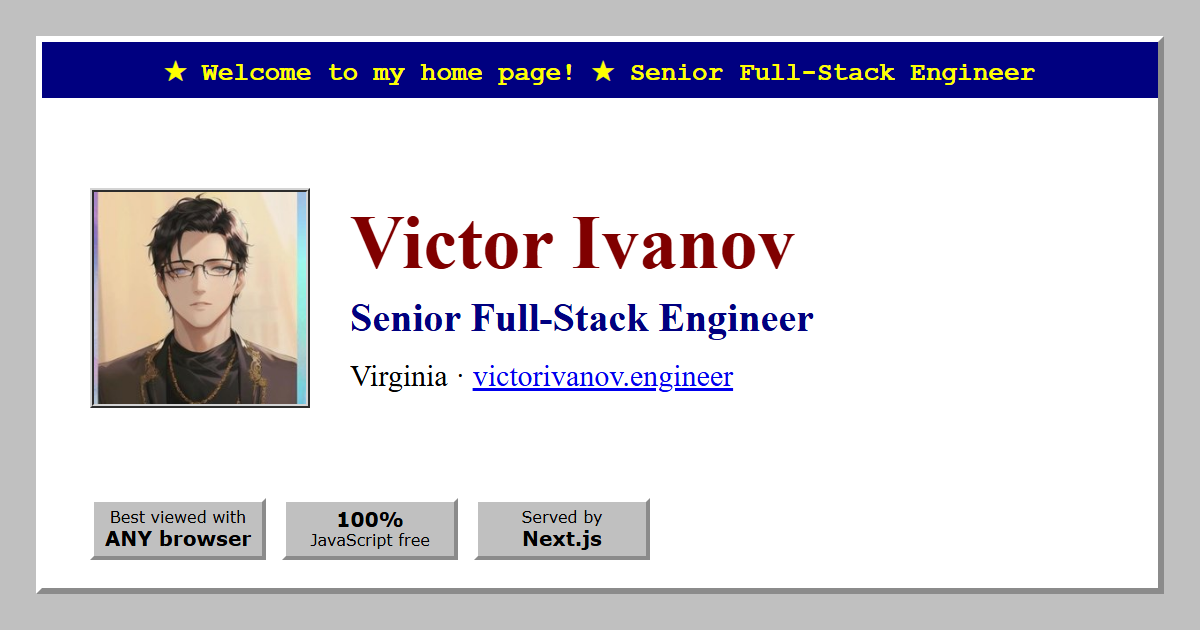 ★ Welcome to my home page! ★ Senior Full-Stack Engineer
Victor Ivanov
Senior Full-Stack Engineer
Virginia · victorivanov.engineer
Best viewed with
ANY browser
100%
JavaScript free
Served by
Next.js